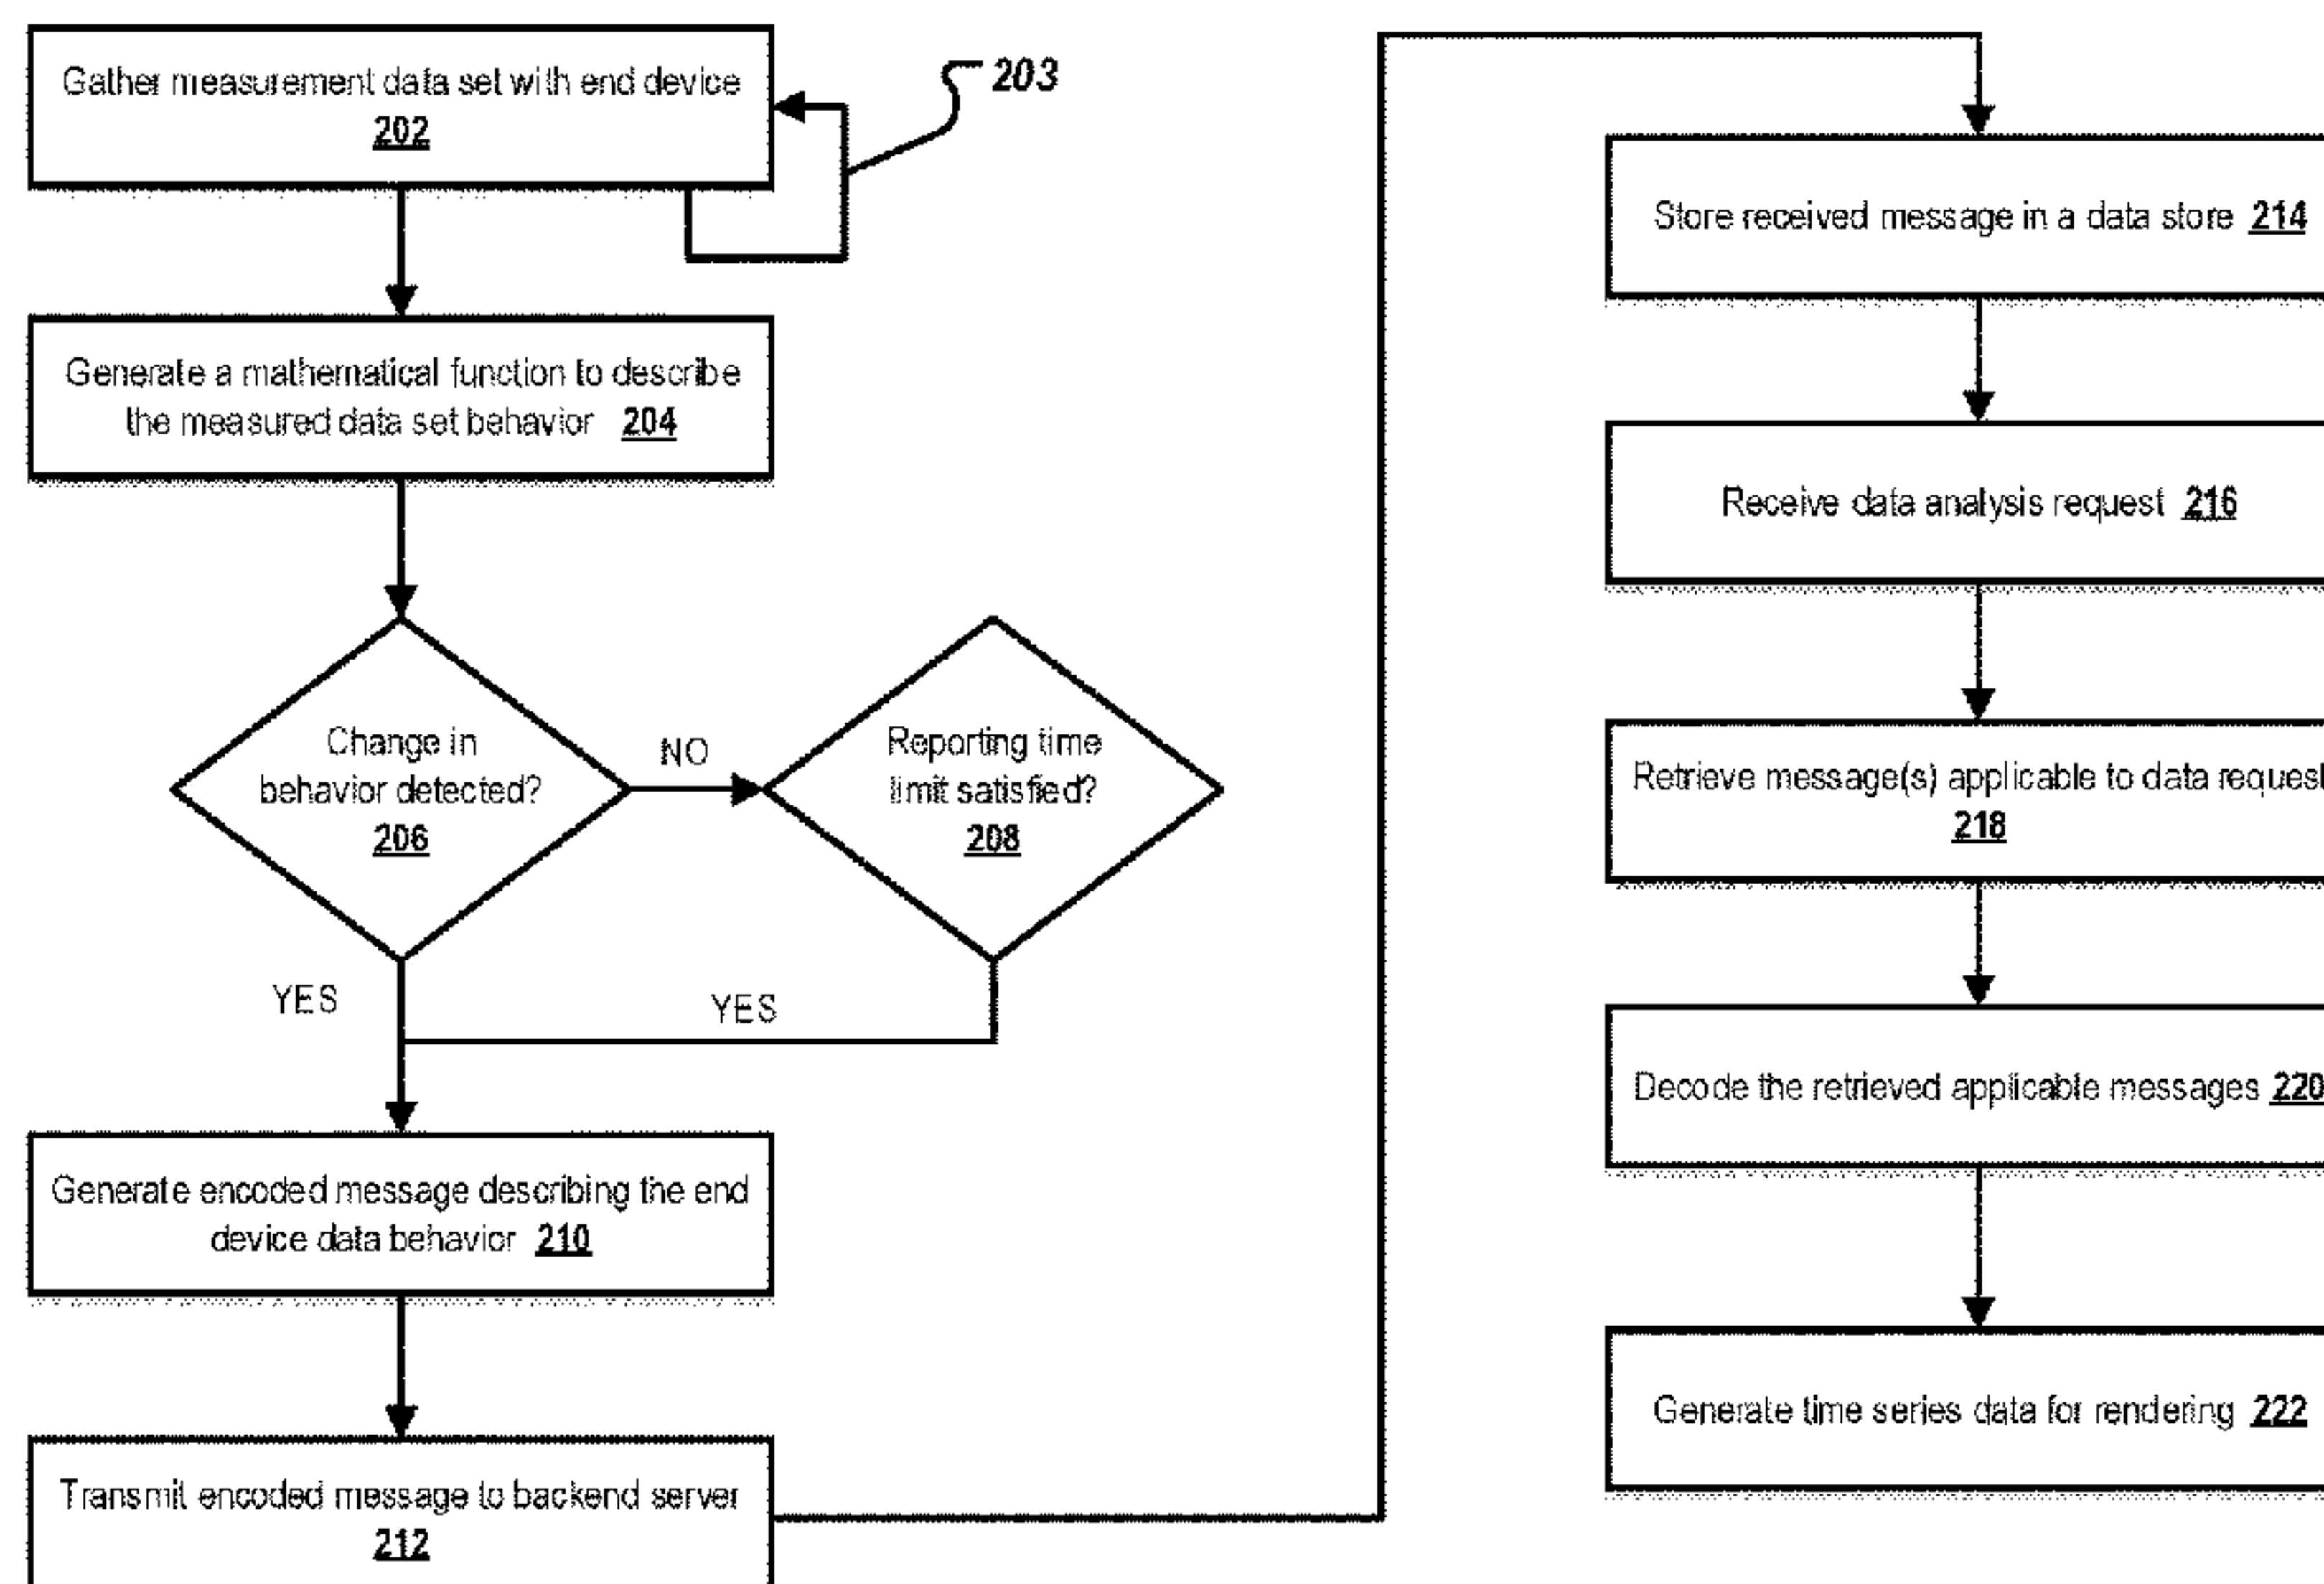 Gather measurement data set with end device
202
203
Generate a mathematical function to describe
the measured data set behavior 204
Change in
behavior detected?
206
NO
Reporting time
limit satisfied?
208
YES
YES
Generate encoded message describing the end
device data behavior 210
Transmit encoded message to backend server
212
Store received message in a data store 214
Receive data analysis request 216
Retrieve message(s) applicable to data request
218
Decode the retrieved applicable messages 220
Generate time series data for rendering 222